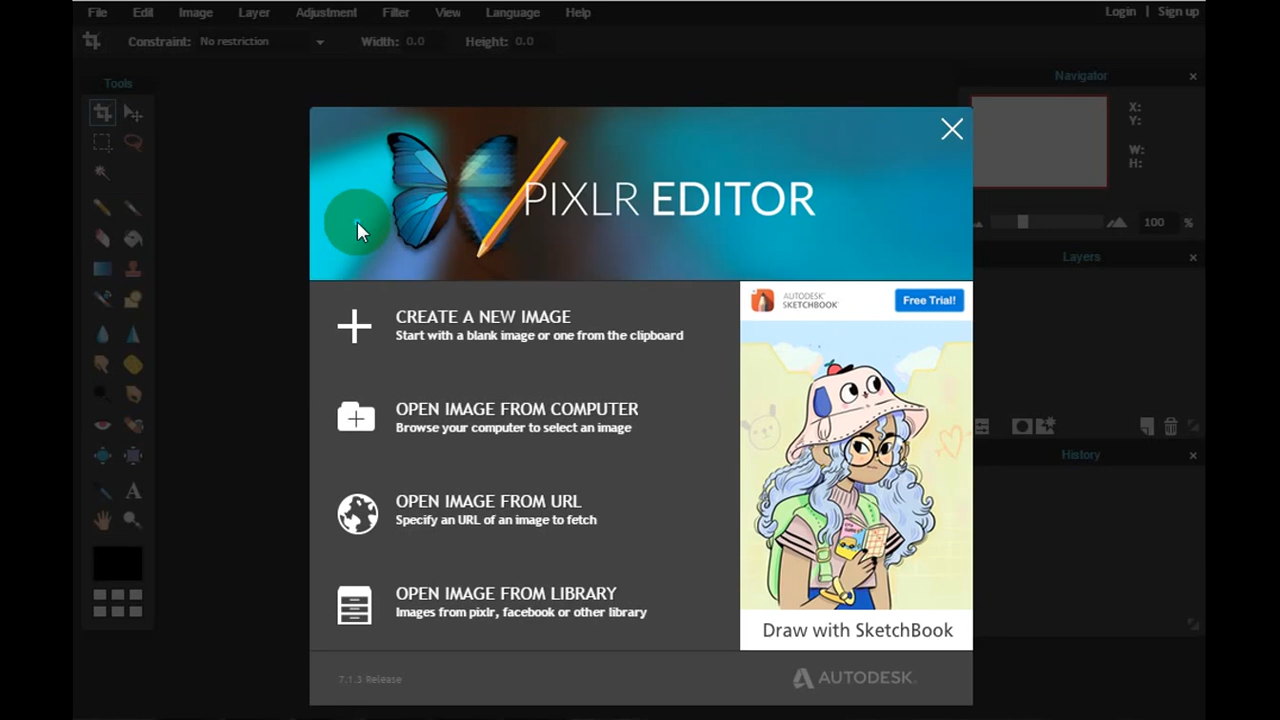 File Edit Image Layer Adjustment Filter View Language Help Login | Sign up
Constraint: No restriction Width: 0.0 Height: 0.0
Tools
Navigator
X:
Y:
W:
H:
100 %
Layers
History
PIXLR EDITOR
CREATE A NEW IMAGE
Start with a blank image or one from the clipboard
OPEN IMAGE FROM COMPUTER
Browse your computer to select an image
OPEN IMAGE FROM URL
Specify an URL of an image to fetch
OPEN IMAGE FROM LIBRARY
Images from pixlr, facebook or other library
AUTODESK
SKETCHBOOK
Free Trial!
Draw with SketchBook
7.1.3 Release
AUTODESK.